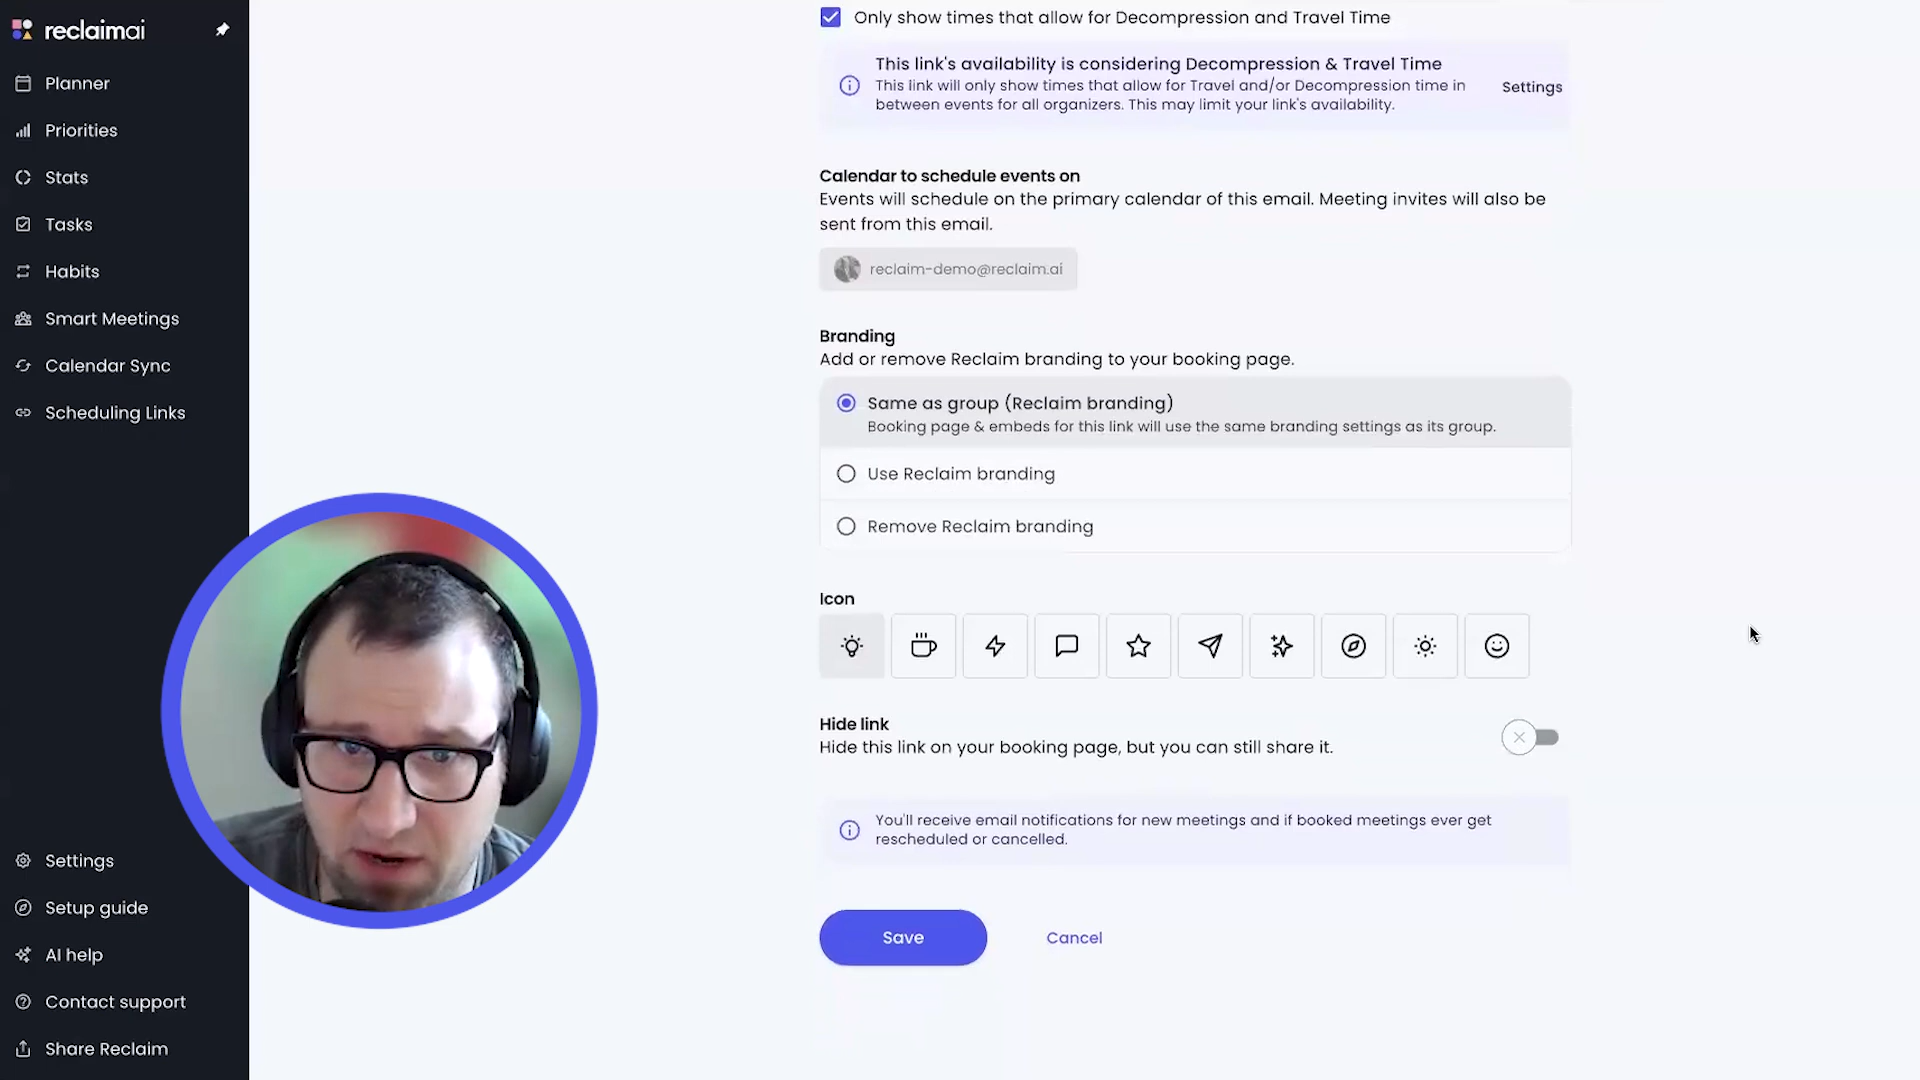 reclaimai
Planner
Priorities
Stats
Tasks
Habits
Smart Meetings
Calendar Sync
Scheduling Links
Settings
Setup guide
AI help
Contact support
Share Reclaim
Only show times that allow for Decompression and Travel Time
This link's availability is considering Decompression & Travel Time
This link will only show times that allow for Travel and/or Decompression time in
between events for all organizers. This may limit your link's availability.
Settings
Calendar to schedule events on
Events will schedule on the primary calendar of this email. Meeting invites will also be
sent from this email.
reclaim-demo@reclaim.ai
Branding
Add or remove Reclaim branding to your booking page.
Same as group (Reclaim branding)
Booking page & embeds for this link will use the same branding settings as its group.
Use Reclaim branding
Remove Reclaim branding
Icon
Hide link
Hide this link on your booking page, but you can still share it.
You'll receive email notifications for new meetings and if booked meetings ever get
rescheduled or cancelled.
Save
Cancel